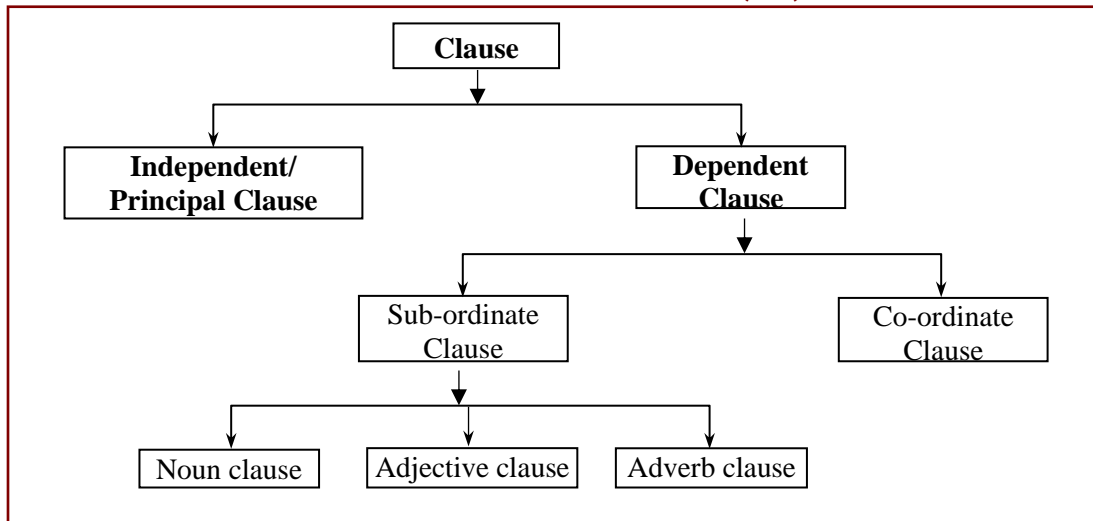 Clause
Independent/
Principal Clause
Dependent
Clause
Sub-ordinate
Clause
Co-ordinate
Clause
Noun clause
Adjective clause
Adverb clause